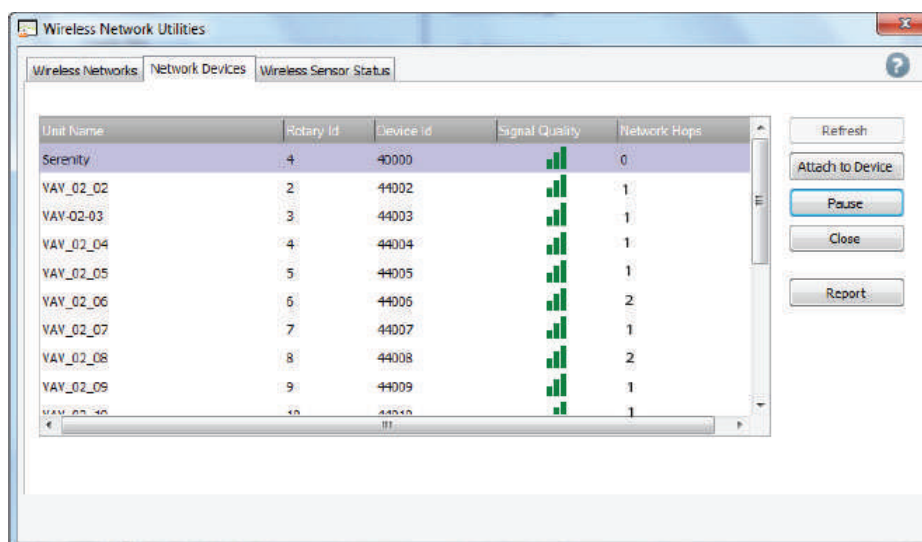 Wireless Network Utilities
Wireless Networks Network Devices Wireless Sensor Status
Unit Name Rotary Id Device Id Signal Quality Network Hops
Serenity 4 40000 0
VAV_02_02 2 44002 1
VAV-02-03 3 44003 1
VAV_02_04 4 44004 1
VAV_02_05 5 44005 1
VAV_02_06 6 44006 2
VAV_02_07 7 44007 1
VAV_02_08 8 44008 2
VAV_02_09 9 44009 1
VAV_02_10 10 44010 1
Refresh
Attach to Device
Pause
Close
Report